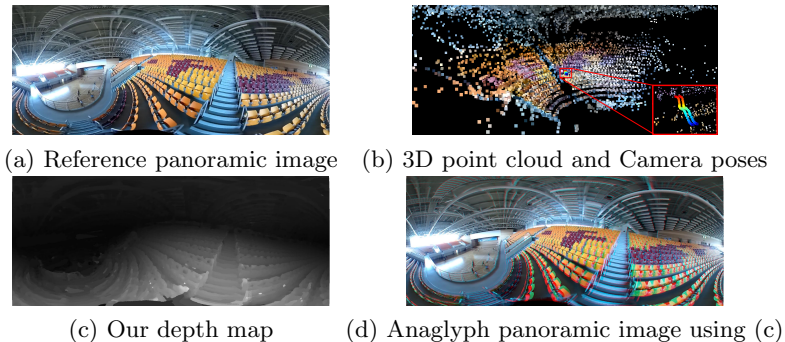 (a) Reference panoramic image
(b) 3D point cloud and Camera poses
(c) Our depth map
(d) Anaglyph panoramic image using (c)